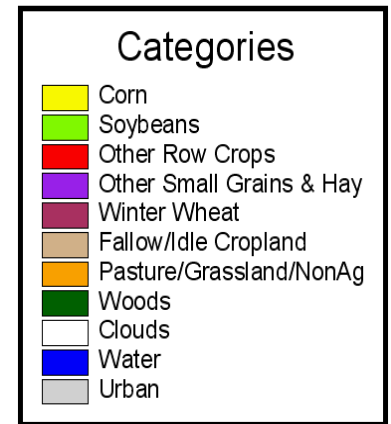 Categories
Corn
Soybeans
Other Row Crops
Other Small Grains & Hay
Winter Wheat
Fallow/Idle Cropland
Pasture/Grassland/NonAg
Woods
Clouds
Water
Urban